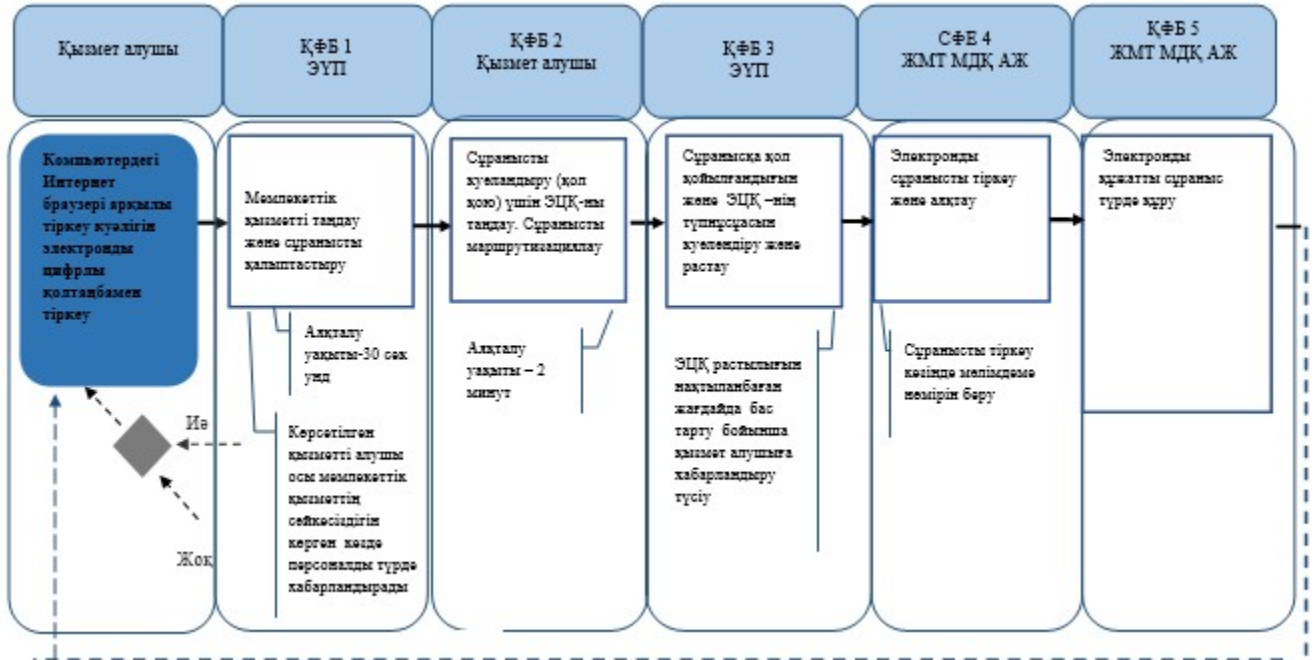 Қызмет алушы
ҚФБ 1
ЭҮП
ҚФБ 2
Қызмет алушы
ҚФБ 3
ЭҮП
СФЕ 4
ЖМТ МДҚ АЖ
ҚФБ 5
ЖМТ МДҚ АЖ
Компьютердегі
Интернет
браузері арқылы
тіркеу куәлігін
электронды
цифрлы
қолтаңбамен
тіркеу
Мемлекеттік
қызметті таңдау
және сұранысты
қалыптастыру
Сұранысты
куәландыру (қол
қою) үшін ЭЦҚ-ны
таңдау. Сұранысты
маршрутизациялау
Сұранысқа қол
қойылғандығын
және ЭЦҚ –нің
түпнұсқасын
куәлендіру және
растау
Электронды
сұранысты тіркеу
және аяқтау
Электронды
құжатты сұраныс
түрде құру
Аяқталу
уақыты-30 сек
унд
Аяқталу
уақыты – 2
минут
ЭЦҚ растылығын
нақтыланбаған
жағдайда бас
тарту бойынша
қызмет алушыға
хабарландыру
түсіу
Сұранысты тіркеу
кезінде мәлімдеме
нөмірін беру
Иә
Көрсетілген
қызметті алушы
осы мемлекеттік
қызметтің
сәйкесіздігін
көрген кезде
персоналды түрде
хабарландырады
Жоқ